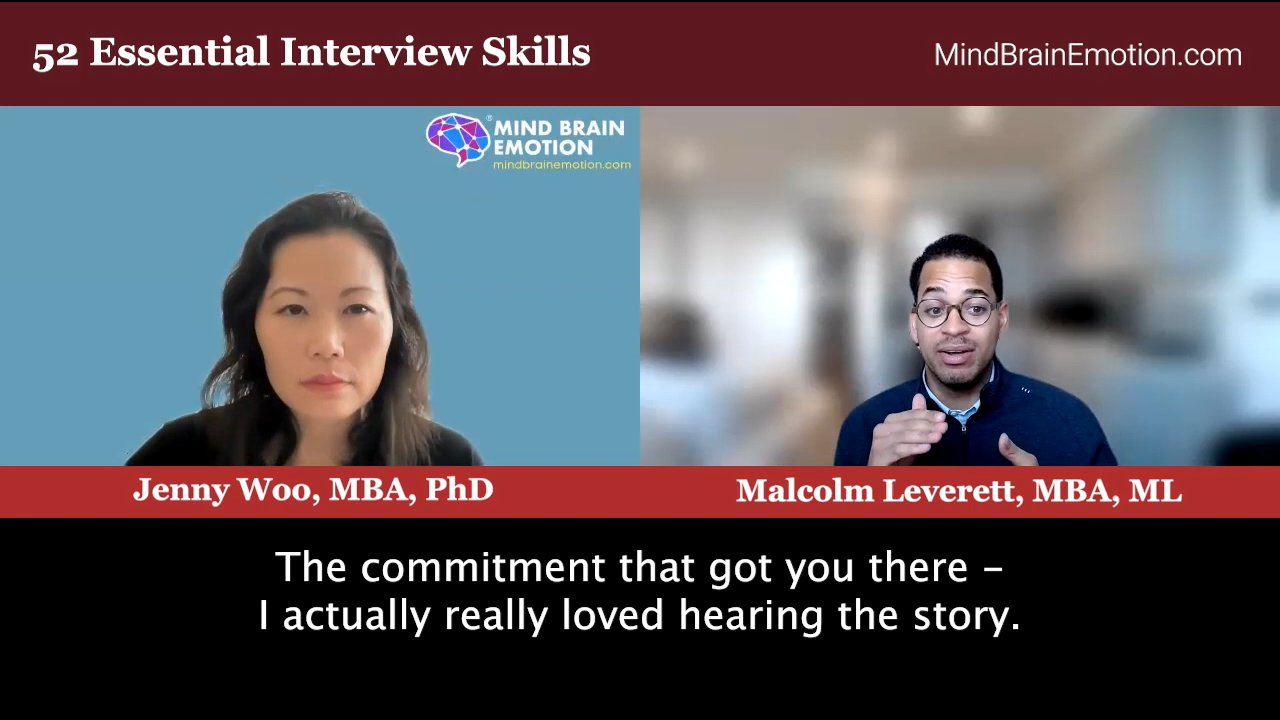 52 Essential Interview Skills
MindBrainEmotion.com
MIND BRAIN
EMOTION
®
mindbrainemotion.com
Jenny Woo, MBA, PhD
Malcolm Leverett, MBA, ML
The commitment that got you there –
I actually really loved hearing the story.